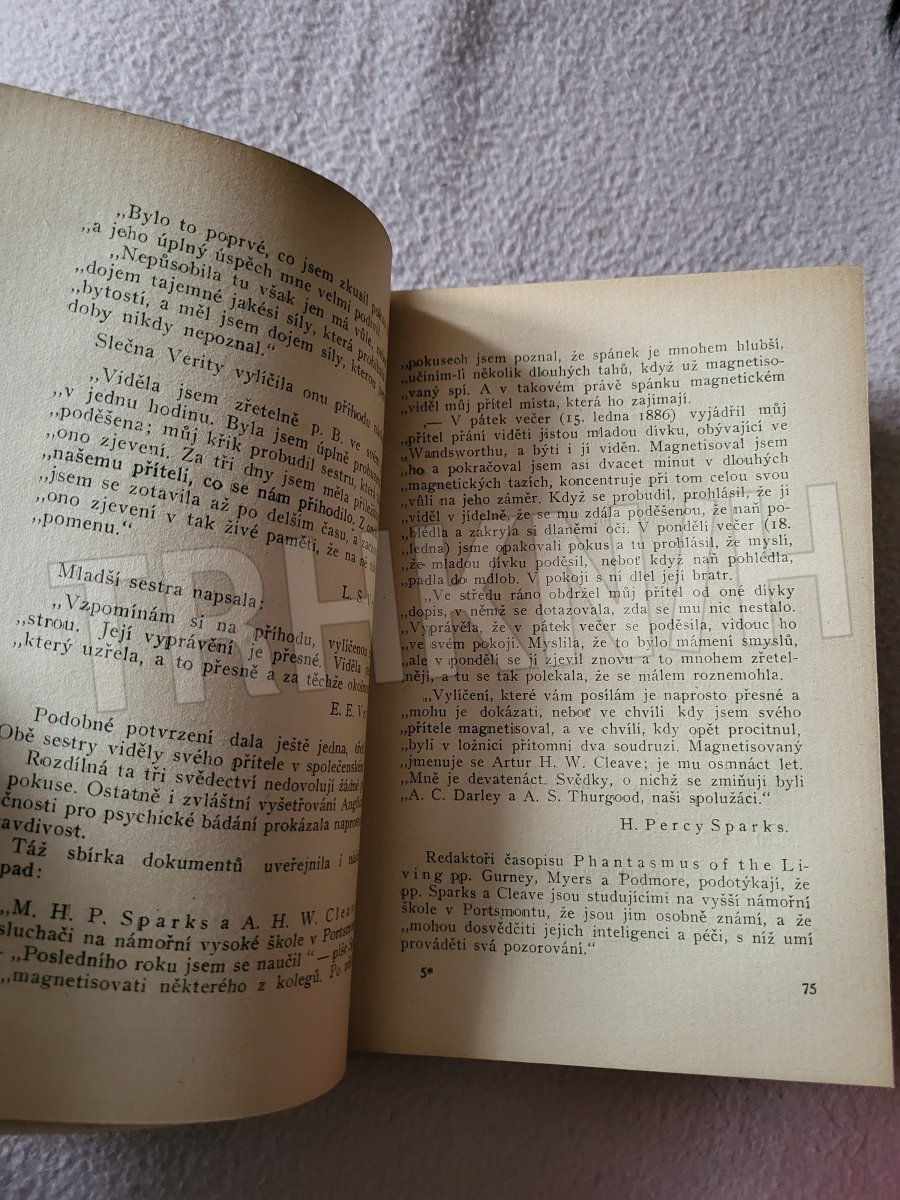 „Bylo to poprvé, co jsem zkusil
„a jeho úplný úspěch mne velmi
„Nepůsobila tu však jen má vůle,
„dojem tajemné jakési síly, která
„bytostí, a měl jsem dojem síly, kterou
doby nikdy nepoznal.“
Slečna Verity vylíčila onu příhodu
„Viděla jsem zřetelně p. B. ve svém
„v jednu hodinu. Byla jsem úplně
„poděšena; můj křik probudil sestru, která
„ono zjevení. Za tři dny jsem měla
„našemu příteli, co se nám přihodilo. Z
„jsem se zotavila až po delším času, a
„ono zjevení v tak živé paměti, že na ně
„pomenu.“
L. S.
Mladší sestra napsala:
„Vzpomínám si na příhodu, vylíčenou
„strou. Její vyprávění je přesné. Viděla
„který uzřela, a to přesně a za těchže
E. E.
Podobné potvrzení dala ještě jedna,
Obě sestry viděly svého přítele v společenském
Rozdílná ta tři svědectví nedovolují žádné
pokuse. Ostatně i zvláštní vyšetřování
čnosti pro psychické bádání prokázala
avdivost.
Táž sbírka dokumentů uveřejnila i
pad:
„M. H. P. Sparks a A. H. W. Cleave
sluchači na námořní vysoké škole v
„Posledního roku jsem se naučil “ — píše
„magnetisovati některého z kolegů. Po
„pokusech jsem poznal, že spánek je mnohem hlubší,
„učiním-li několik dlouhých tahů, když už magnetiso-
„vaný spí. A v takovém právě spánku magnetickém
„viděl můj přítel místa, která ho zajímají.
„— V pátek večer (15. ledna 1886) vyjádřil můj
„přítel přání viděti jistou mladou dívku, obývající ve
„Wandsworthu, a býti i jí viděn. Magnetisoval jsem
„ho a pokračoval jsem asi dvacet minut v dlouhých
„magnetických tazích, koncentruje při tom celou svou
„vůli na jeho záměr. Když se probudil, prohlásil, že ji
„viděl v jídelně, že se mu zdála poděšenou, že naň po-
„hlédla a zakryla si dlaněmi oči. V pondělí večer (18.
„ledna) jsme opakovali pokus a tu prohlásil, že myslí,
„že mladou dívku poděsil, neboť když naň pohlédla,
„padla do mdlob. V pokoji s ní dlel její bratr.
„Ve středu ráno obdržel můj přítel od oné dívky
„dopis, v němž se dotazovala, zda se mu nic nestalo.
„Vyprávěla, že v pátek večer se poděsila, vidouc ho
„ve svém pokoji. Myslila, že to bylo mámení smyslů,
„ale v pondělí se jí zjevil znovu a to mnohem zřetel-
„něji, a tu se tak polekala, že se málem roznemohla.
„Vylíčení, které vám posílám je naprosto přesné a
„mohu je dokázati, neboť ve chvíli, kdy jsem svého
„přítele magnetisoval, a ve chvíli, kdy opět procitnul,
„byli v ložnici přítomni dva soudruzi. Magnetisovaný
„jmenuje se Artur H. W. Cleave; je mu osmnáct let.
„Mně je devatenáct. Svědky, o nichž se zmiňuji byli
„A. C. Darley a A. S. Thurgood, naši spolužáci.“
H. Percy Sparks.
Redaktoři časopisu Phantasmus of the Li-
ving pp. Gurney, Myers a Podmore, podotýkají, že
pp. Sparks a Cleave jsou studujícími na vyšší námořní
škole v Portsmontu, že jsou jim osobně známí, a že
„mohou dosvědčiti jejich inteligenci a péči, s níž umí
prováděti svá pozorování.“
5*
75
TRHKNIH